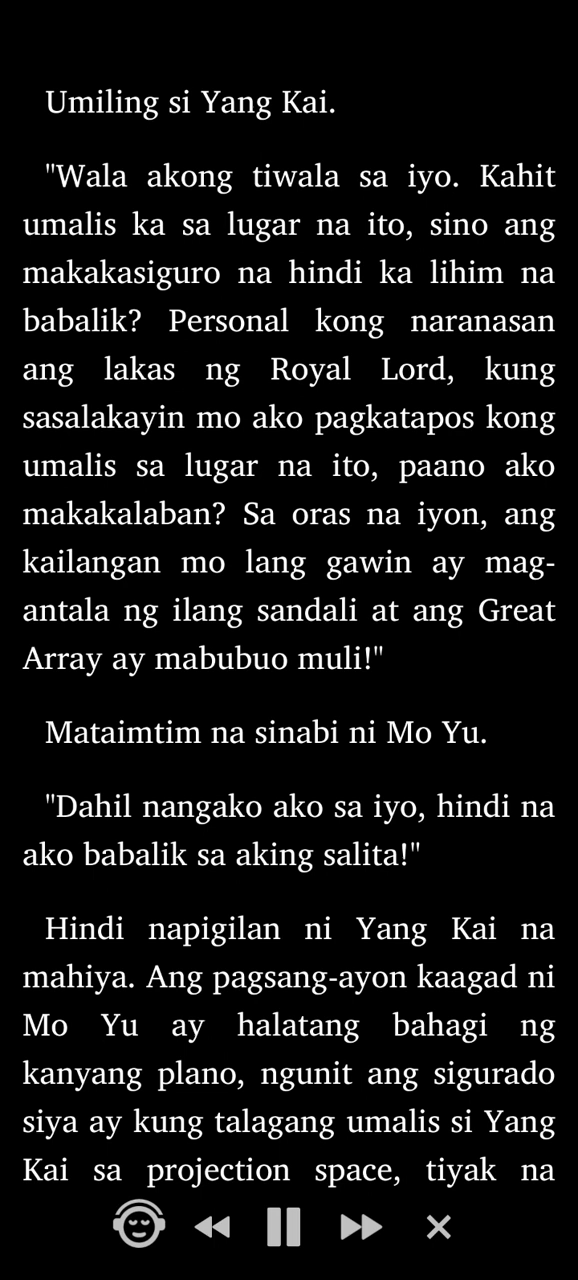 Umiling si Yang Kai.
"Wala akong tiwala sa iyo. Kahit
umalis ka sa lugar na ito, sino ang
makakasiguro na hindi ka lihim na
babalik? Personal kong naranasan
ang lakas ng Royal Lord, kung
sasalakayin mo ako pagkatapos kong
umalis sa lugar na ito, paano ako
makakalaban? Sa oras na iyon, ang
kailangan mo lang gawin ay mag-
antala ng ilang sandali at ang Great
Array ay mabubuo muli!"
Mataimtim na sinabi ni Mo Yu.
"Dahil nangako ako sa iyo, hindi na
ako babalik sa aking salita!"
Hindi napigilan ni Yang Kai na
mahiya. Ang pagsang-ayon kaagad ni
Mo Yu ay halatang bahagi ng
kanyang plano, ngunit ang sigurado
siya ay kung talagang umalis si Yang
Kai sa projection space, tiyak na